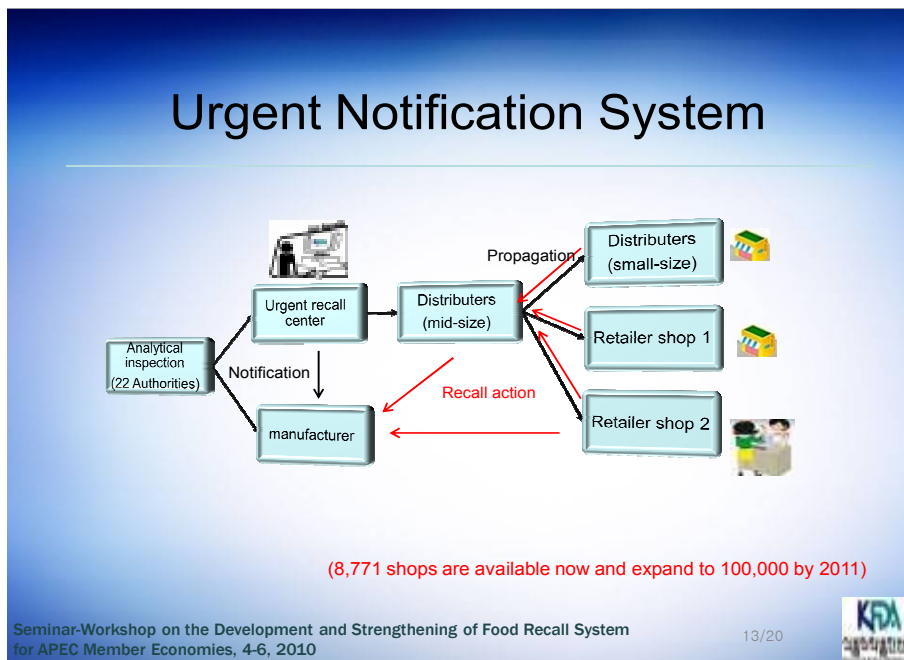 Urgent Notification System
Propagation
Distributers
(small-size)
Urgent recall
center
Distributers
(mid-size)
Retailer shop 1
Analytical
inspection
(22 Authorities)
Notification
Recall action
manufacturer
Retailer shop 2
(8,771 shops are available now and expand to 100,000 by 2011)
Seminar-Workshop on the Development and Strengthening of Food Recall System
for APEC Member Economies, 4-6, 2010
13/20
KFDA